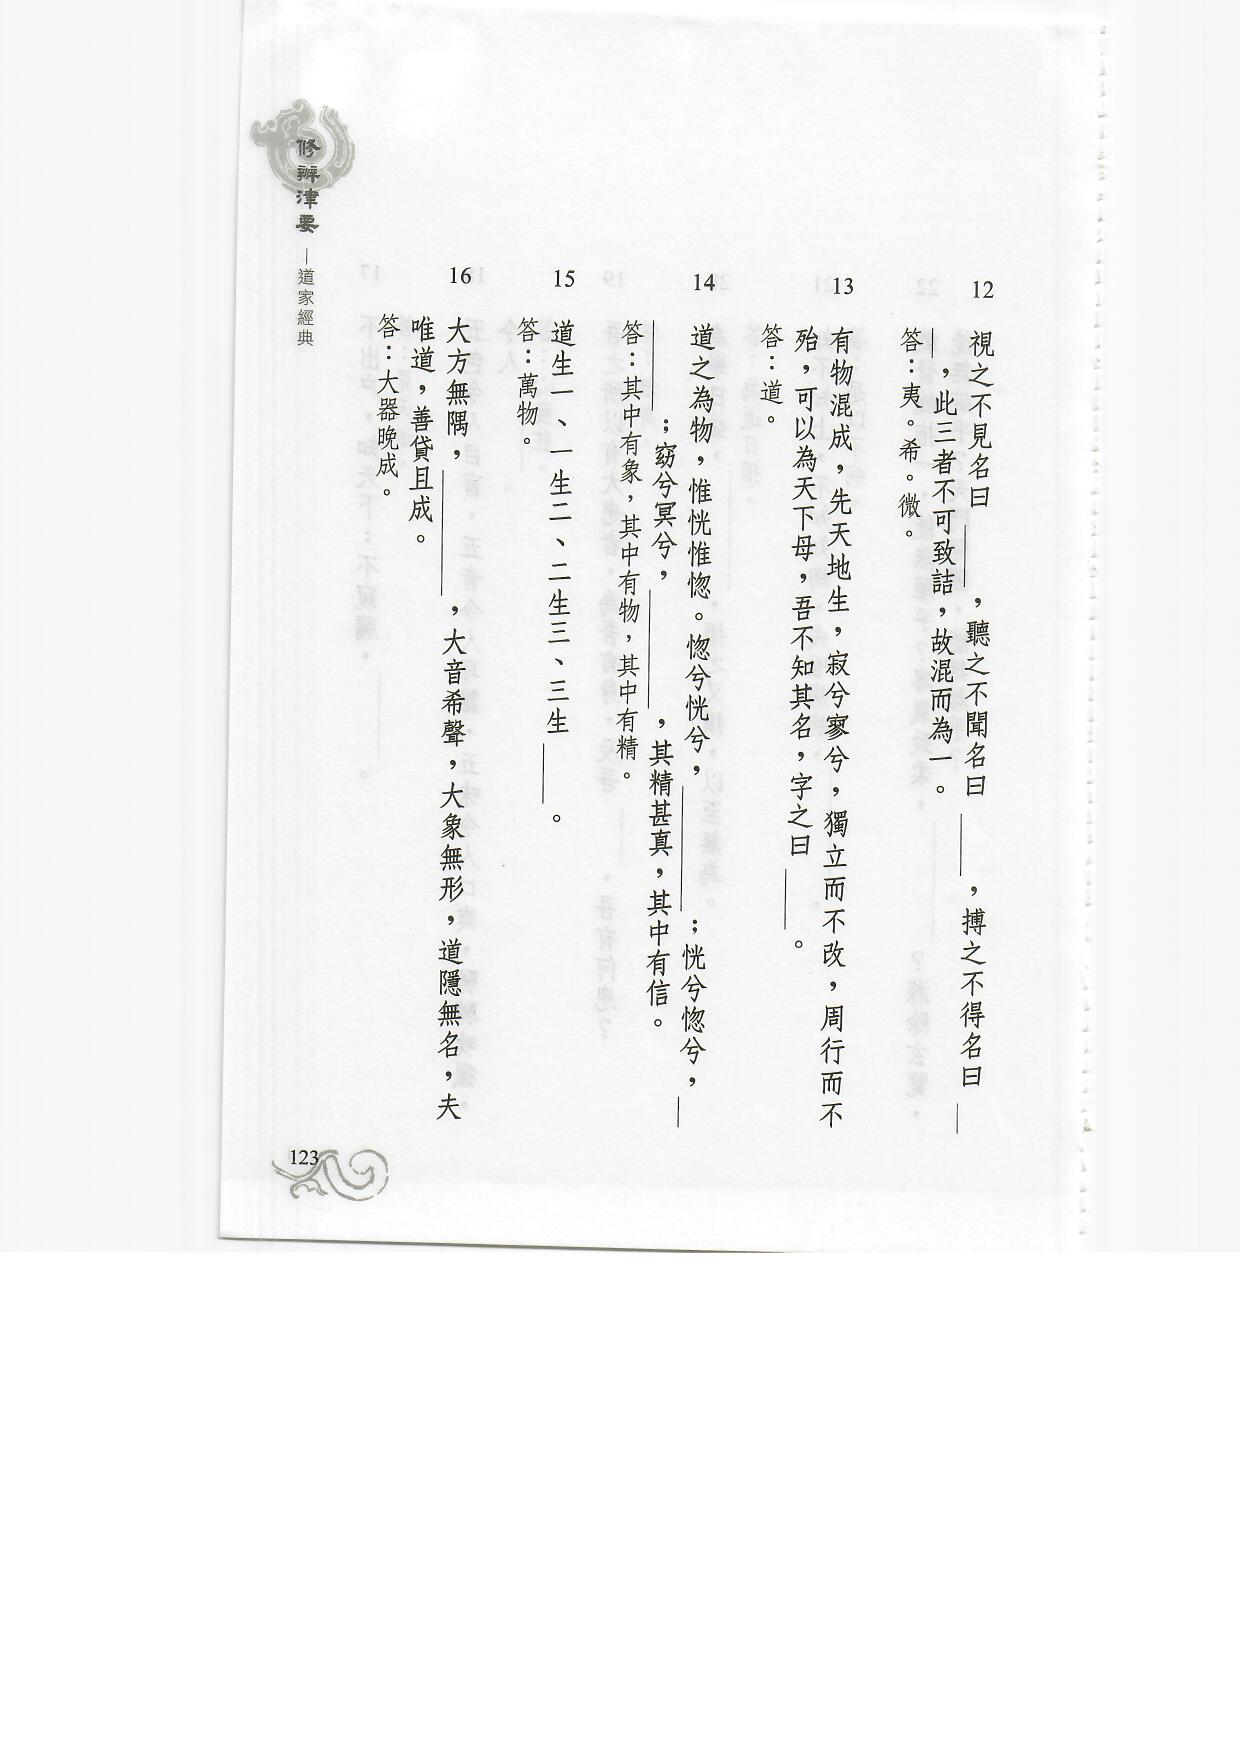 12 視之不見名曰＿＿，聽之不聞名曰＿＿，搏之不得名曰＿
＿，此三者不可致詰，故混而為一。
答：夷。希。微。
13 有物混成，先天地生，寂兮寥兮，獨立而不改，周行而不
殆，可以為天下母，吾不知其名，字之曰＿＿。
答：道。
14 道之為物，惟恍惟惚。惚兮恍兮，＿＿＿＿；恍兮惚兮，＿
＿＿＿；窈兮冥兮，＿＿＿＿，其精甚真，其中有信。
答：其中有象，其中有物，其中有精。
15 道生一、一生二、二生三、三生＿＿。
答：萬物。
16 大方無隅，＿＿＿＿，大音希聲，大象無形，道隱無名，夫
唯道，善貸且成。
答：大器晚成。
修辦津要—道家經典
123